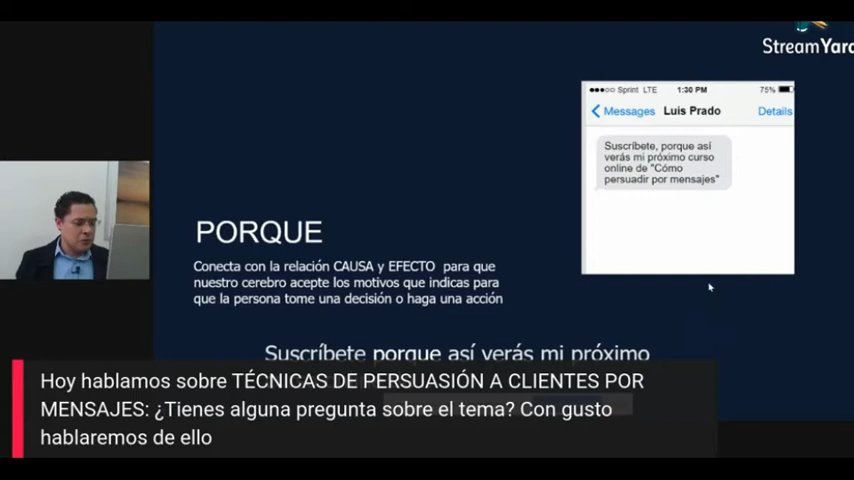 StreamYard
Sprint LTE 1:30 PM 75%
Messages Luis Prado Details
Suscríbete, porque así
verás mi próximo curso
online de "Cómo
persuadir por mensajes"
PORQUE
Conecta con la relación CAUSA y EFECTO para que
nuestro cerebro acepte los motivos que indicas para
que la persona tome una decisión o haga una acción
Suscríbete porque así verás mi próximo
Hoy hablamos sobre TÉCNICAS DE PERSUASIÓN A CLIENTES POR
MENSAJES: ¿Tienes alguna pregunta sobre el tema? Con gusto
hablaremos de ello